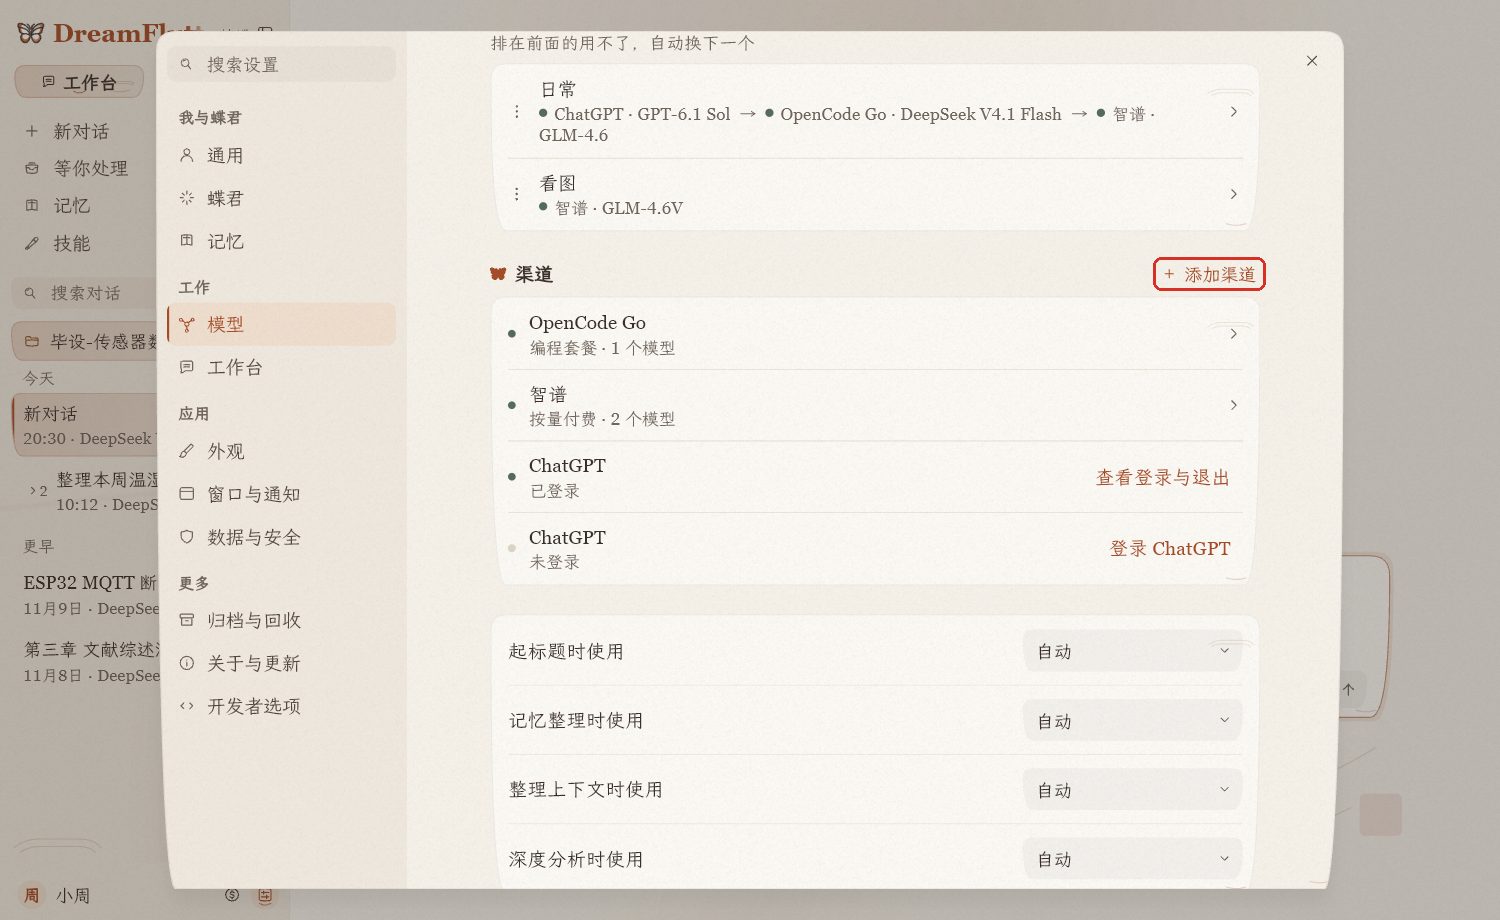 DreamFl
工作台
新对话
等你处理
记忆
技能
搜索对话
毕设-传感器数
今天
新对话
20:30 · DeepSeek
2 整理本周温湿
10:12 · DeepS
更早
ESP32 MQTT 断
11月9日 · DeepSee
第三章 文献综述
11月8日 · DeepSee
周 小周
搜索设置
我与蝶君
通用
蝶君
记忆
工作
模型
工作台
应用
外观
窗口与通知
数据与安全
更多
归档与回收
关于与更新
开发者选项
排在前面的用不了，自动换下一个
日常
ChatGPT · GPT-6.1 Sol → OpenCode Go · DeepSeek V4.1 Flash → 智谱 ·
GLM-4.6
看图
智谱 · GLM-4.6V
渠道
+ 添加渠道
OpenCode Go
编程套餐 · 1 个模型
智谱
按量付费 · 2 个模型
ChatGPT
已登录
查看登录与退出
ChatGPT
未登录
登录 ChatGPT
起标题时使用 自动
记忆整理时使用 自动
整理上下文时使用 自动
深度分析时使用 自动